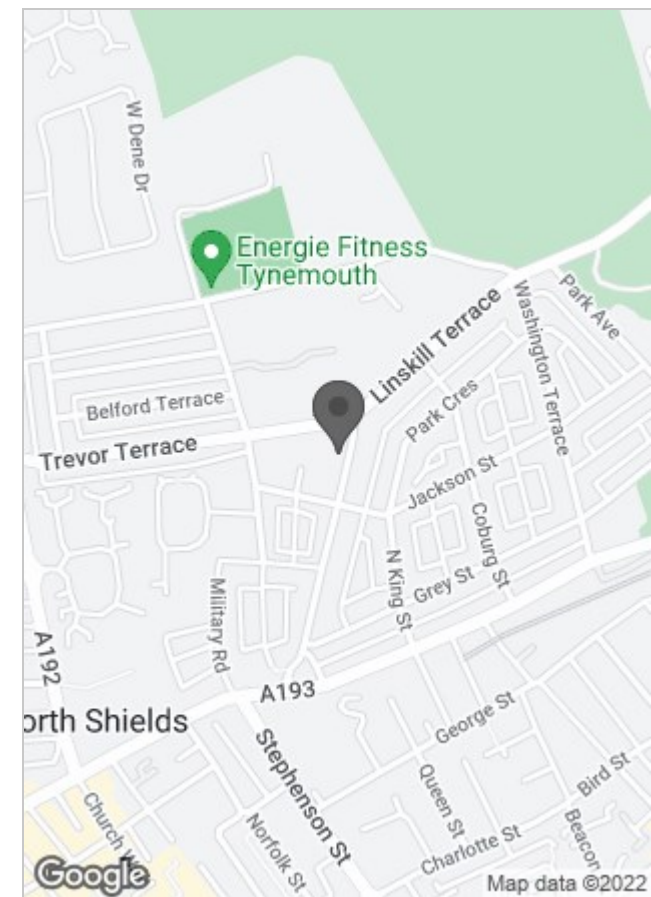 W Dene Dr
Energie Fitness
Tynemouth
Linskill Terrace
Park Ave
Washington Terrace
Belford Terrace
Park Cres
Trevor Terrace
Jackson St
Coburg St
N King St
Grey St
Military Rd
A192
A193
orth Shields
George St
Stephenson St
Queen St
Bird St
Church W
Norfolk St
Charlotte St
Beacon
Google
Map data ©2022